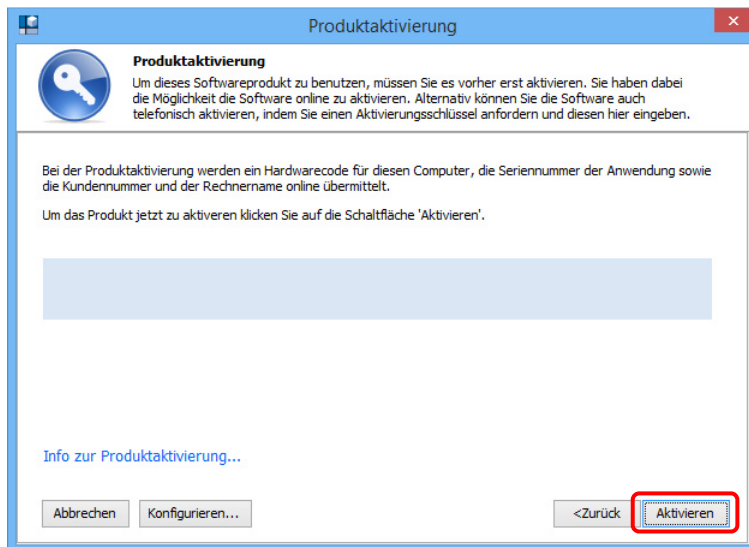 Produktaktivierung
Produktaktivierung
Um dieses Softwareprodukt zu benutzen, müssen Sie es vorher erst aktivieren. Sie haben dabei
die Möglichkeit die Software online zu aktivieren. Alternativ können Sie die Software auch
telefonisch aktivieren, indem Sie einen Aktivierungsschlüssel anfordern und diesen hier eingeben.
Bei der Produktaktivierung werden ein Hardwarecode für diesen Computer, die Seriennummer der Anwendung sowie
die Kundennummer und der Rechnername online übermittelt.
Um das Produkt jetzt zu aktiveren klicken Sie auf die Schaltfläche 'Aktivieren'.
Info zur Produktaktivierung...
Abbrechen Konfigurieren... <Zurück Aktivieren